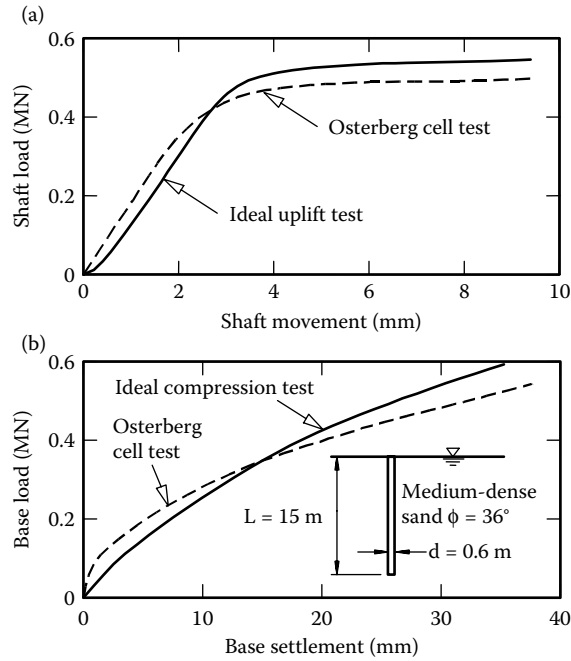 (a)
0.6
0.4
0.2
0
Shaft load (MN)
Osterberg cell test
Ideal uplift test
0 2 4 6 8 10
Shaft movement (mm)
(b)
0.6
0.4
0.2
0.0
Base load (MN)
Ideal compression test
Osterberg
cell test
L = 15 m
Medium-dense
sand ϕ = 36°
d = 0.6 m
0 10 20 30 40
Base settlement (mm)